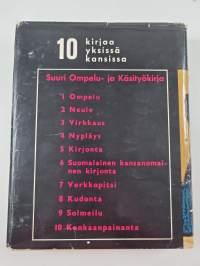 10 kirjaa
yksissä
kansissa
Suuri Ompelu- ja Käsityökirja
1 Ompelu
2 Neule
3 Virkkaus
4 Nypläys
5 Kirjonta
6 Suomalainen kansanomai-
nen kirjonta
7 Verkkopitsi
8 Kudonta
9 Solmeilu
10 Kankaanpainanta